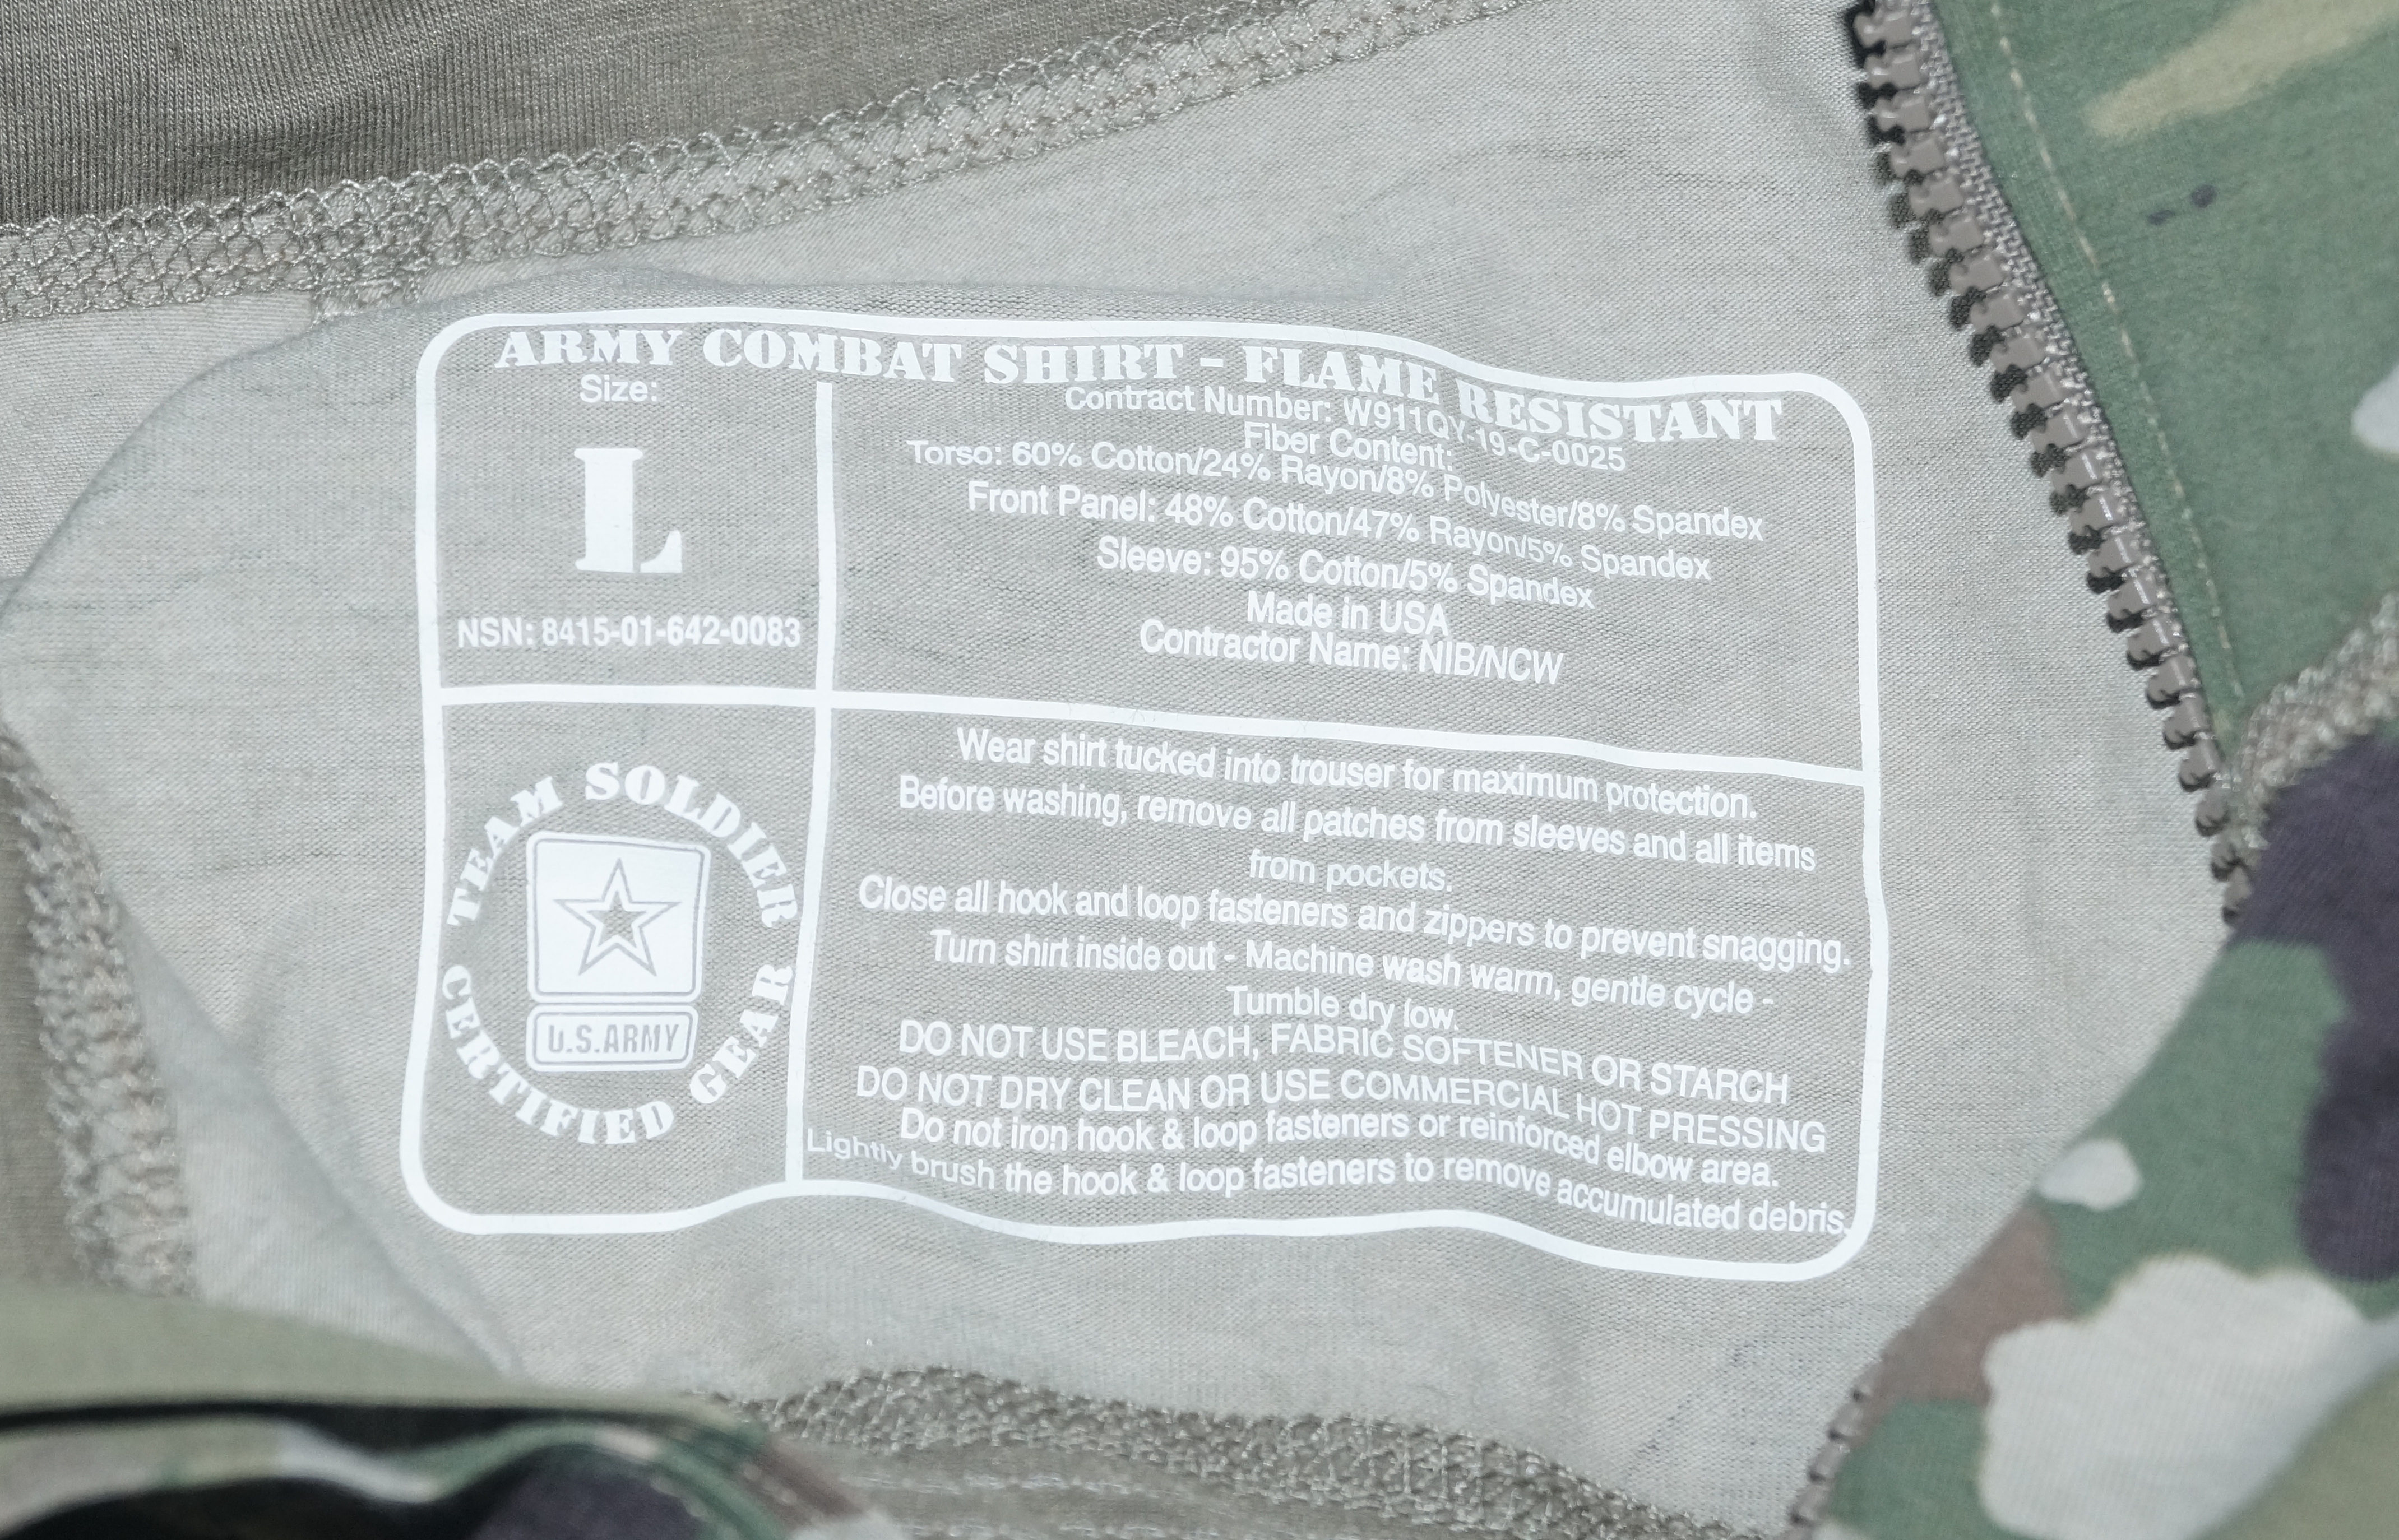 ARMY COMBAT SHIRT - FLAME RESISTANT
Size:
L
NSN: 8415-01-642-0083
Contract Number: W911QY-19-C-0025
Fiber Content:
Torso: 60% Cotton/24% Rayon/8% Polyester/8% Spandex
Front Panel: 48% Cotton/47% Rayon/5% Spandex
Sleeve: 95% Cotton/5% Spandex
Made in USA
Contractor Name: NIB/NCW
TEAM SOLDIER
U.S.ARMY
CERTIFIED GEAR
Wear shirt tucked into trouser for maximum protection.
Before washing, remove all patches from sleeves and all items
from pockets.
Close all hook and loop fasteners and zippers to prevent snagging.
Turn shirt inside out - Machine wash warm, gentle cycle -
Tumble dry low.
DO NOT USE BLEACH, FABRIC SOFTENER OR STARCH
DO NOT DRY CLEAN OR USE COMMERCIAL HOT PRESSING
Do not iron hook & loop fasteners or reinforced elbow area.
Lightly brush the hook & loop fasteners to remove accumulated debris.